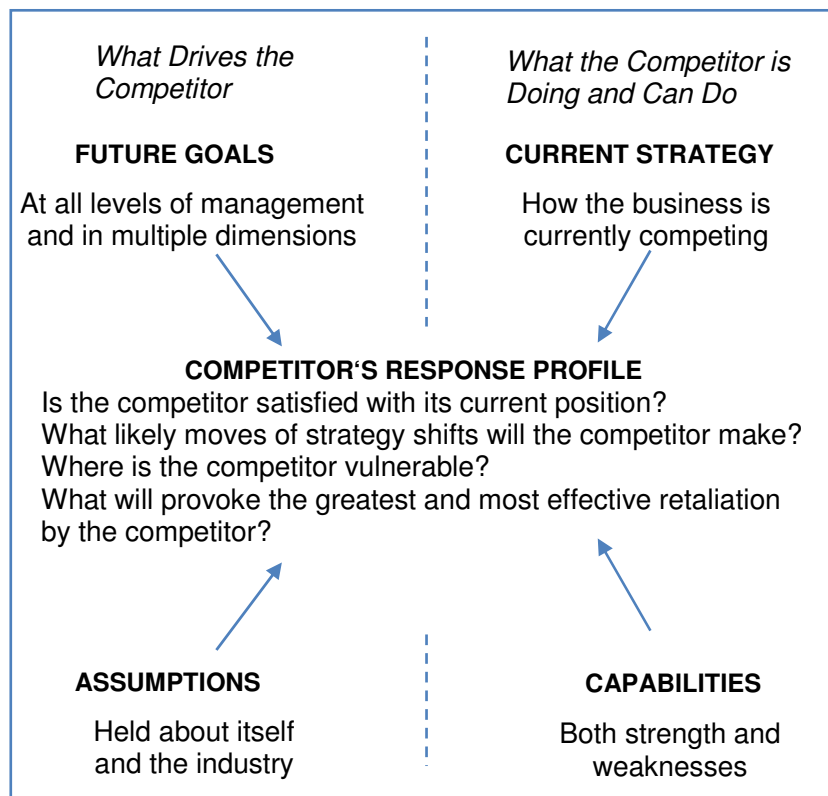 What Drives the
Competitor
What the Competitor is
Doing and Can Do
FUTURE GOALS
CURRENT STRATEGY
At all levels of management
and in multiple dimensions
How the business is
currently competing
COMPETITOR‘S RESPONSE PROFILE
Is the competitor satisfied with its current position?
What likely moves of strategy shifts will the competitor make?
Where is the competitor vulnerable?
What will provoke the greatest and most effective retaliation
by the competitor?
ASSUMPTIONS
CAPABILITIES
Held about itself
and the industry
Both strength and
weaknesses